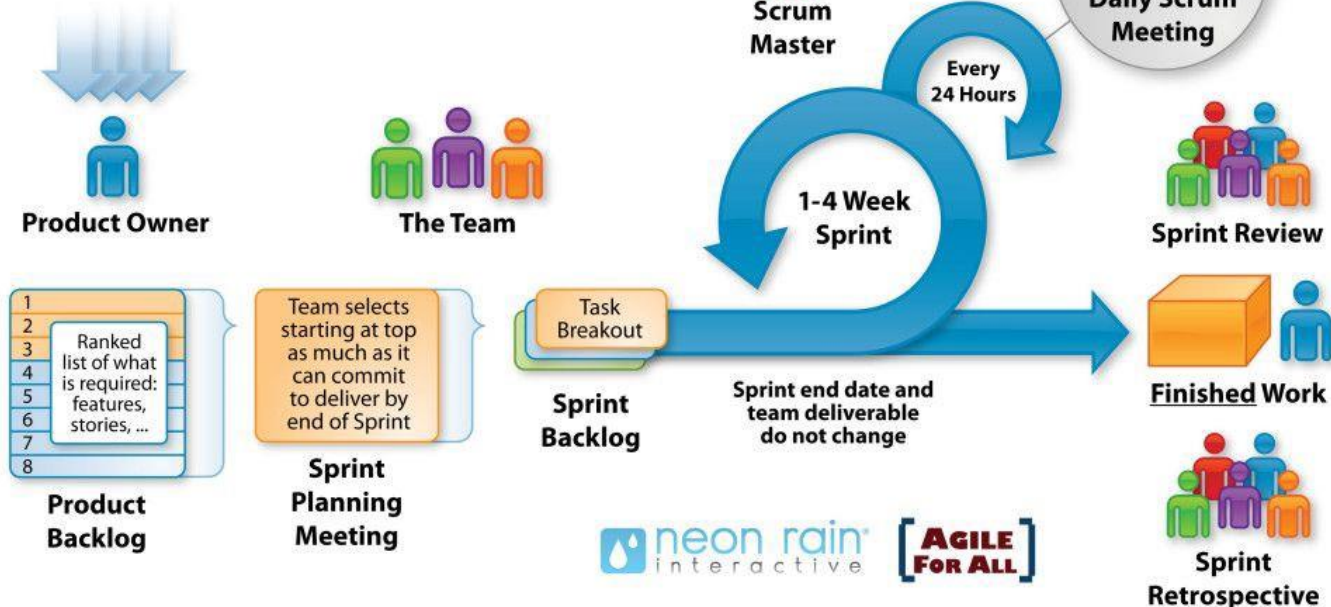 Scrum
Master
Daily Scrum
Meeting
Every
24 Hours
Product Owner
The Team
1-4 Week
Sprint
Sprint Review
1
2
3
4
5
6
7
8
Ranked
list of what
is required:
features,
stories, ...
Product
Backlog
Team selects
starting at top
as much as it
can commit
to deliver by
end of Sprint
Sprint
Planning
Meeting
Task
Breakout
Sprint
Backlog
Sprint end date and
team deliverable
do not change
Finished Work
neon rain
interactive
AGILE
FOR ALL
Sprint
Retrospective